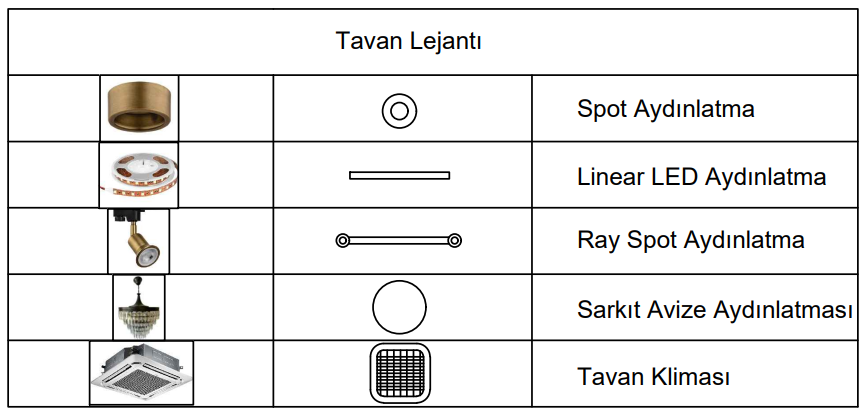 Tavan Lejantı
Spot Aydınlatma
Linear LED Aydınlatma
Ray Spot Aydınlatma
Sarkıt Avize Aydınlatması
Tavan Kliması